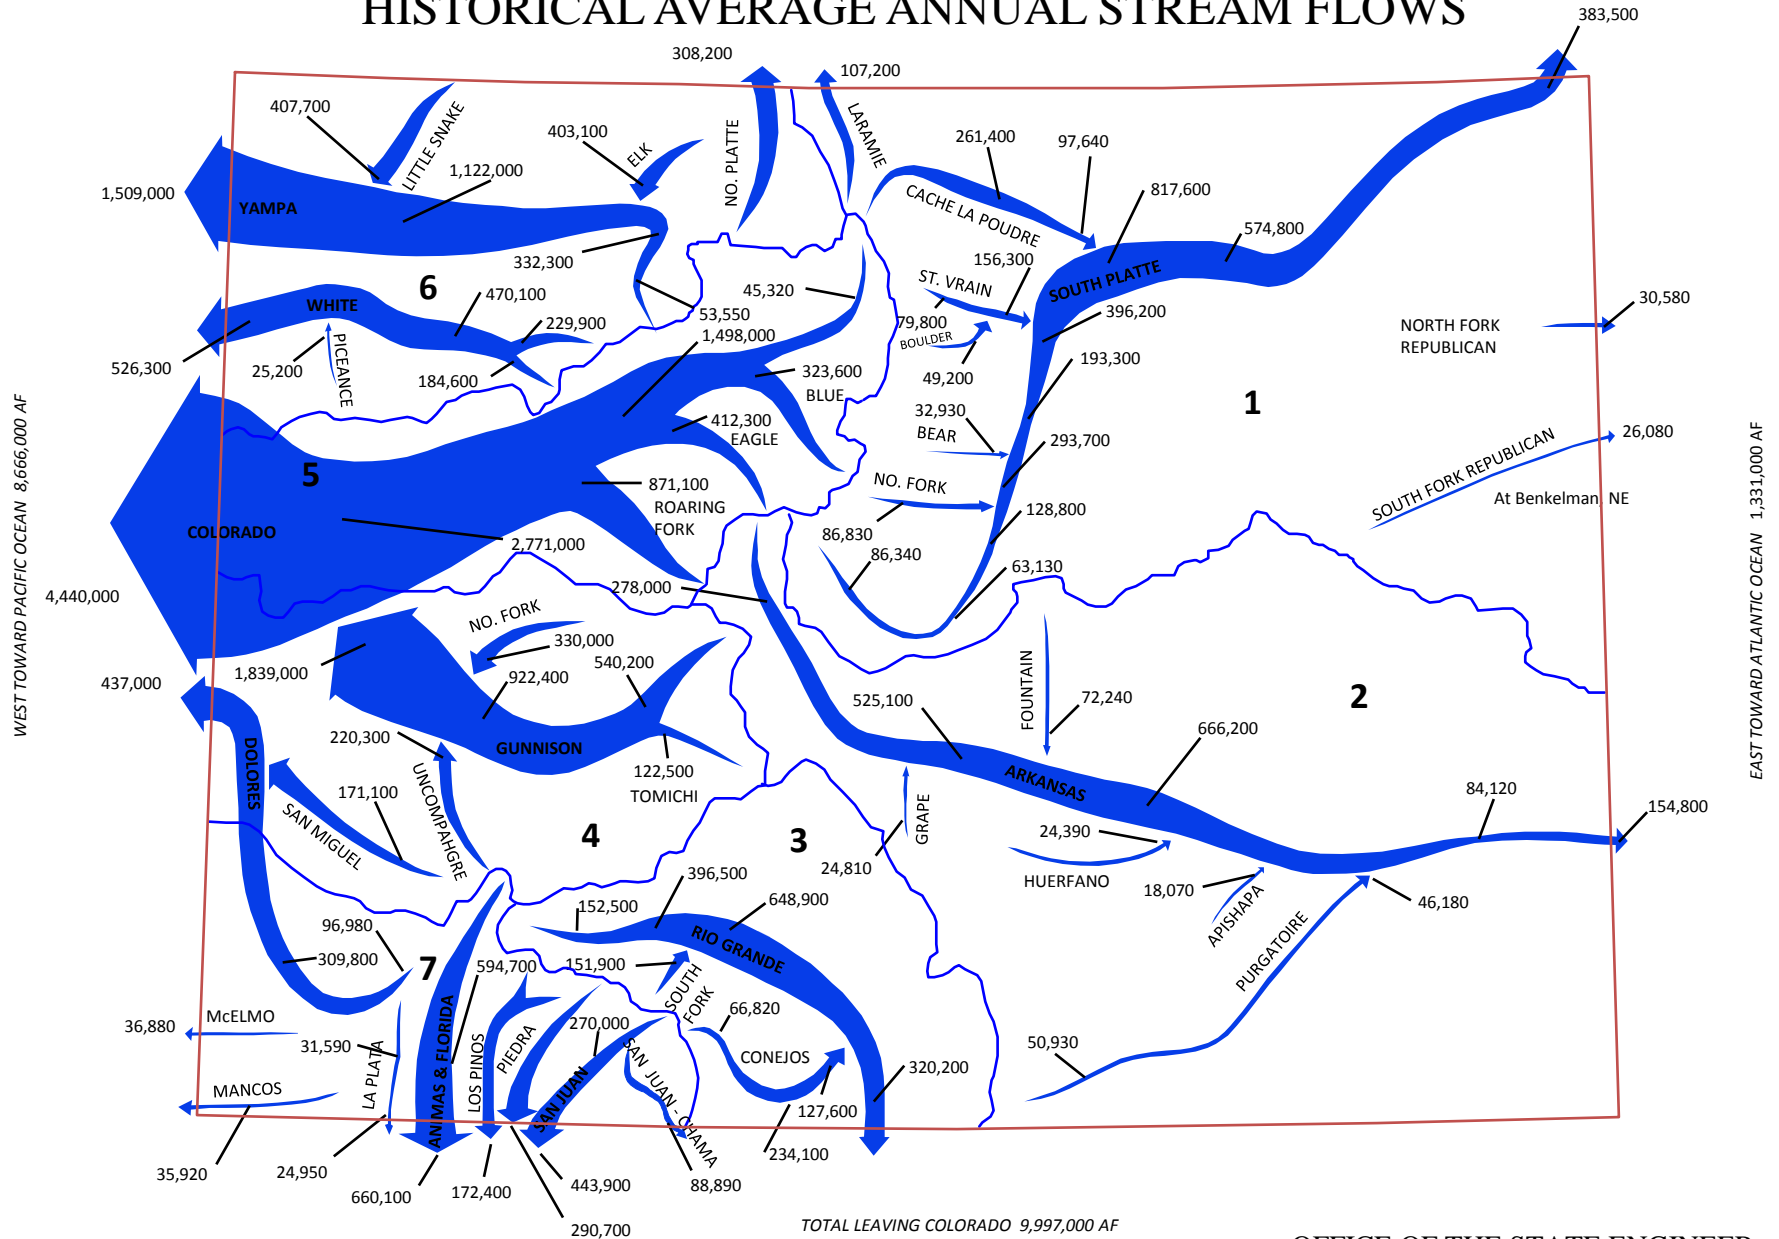 HISTORICAL AVERAGE ANNUAL STREAM FLOWS
383,500
308,200
107,200
407,700
LITTLE SNAKE
403,100
ELK
NO. PLATTE
LARAMIE
261,400
97,640
1,122,000
CACHE LA POUDRE
817,600
1,509,000
YAMPA
574,800
332,300
156,300
SOUTH PLATTE
6
45,320
ST. VRAIN
470,100
WHITE
53,550
79,800
396,200
30,580
229,900
1,498,000
BOULDER
NORTH FORK
REPUBLICAN
526,300
25,200
PICEANCE
184,600
323,600
BLUE
49,200
193,300
1
412,300
EAGLE
32,930
BEAR
293,700
26,080
SOUTH FORK REPUBLICAN
At Benkelman, NE
5
871,100
ROARING
FORK
NO. FORK
COLORADO
2,771,000
86,830
128,800
86,340
63,130
4,440,000
278,000
WEST TOWARD PACIFIC OCEAN 8,666,000 AF
EAST TOWARD ATLANTIC OCEAN 1,331,000 AF
NO. FORK
330,000
540,200
1,839,000
922,400
437,000
FOUNTAIN
72,240
525,100
2
666,200
220,300
GUNNISON
DOLORES
122,500
TOMICHI
ARKANSAS
171,100
UNCOMPAHGRE
SAN MIGUEL
84,120
154,800
GRAPE
24,390
4
3
24,810
HUERFANO
18,070
APISHAPA
46,180
396,500
648,900
152,500
RIO GRANDE
96,980
309,800
7
594,700
151,900
SOUTH
FORK
PURGATOIRE
McELMO
36,880
31,590
LA PLATA
ANIMAS & FLORIDA
LOS PINOS
PIEDRA
270,000
66,820
SAN JUAN
SAN JUAN - CHAMA
CONEJOS
50,930
320,200
MANCOS
127,600
35,920
24,950
660,100
172,400
443,900
290,700
88,890
234,100
TOTAL LEAVING COLORADO 9,997,000 AF
OFFICE OF THE STATE ENGINEER